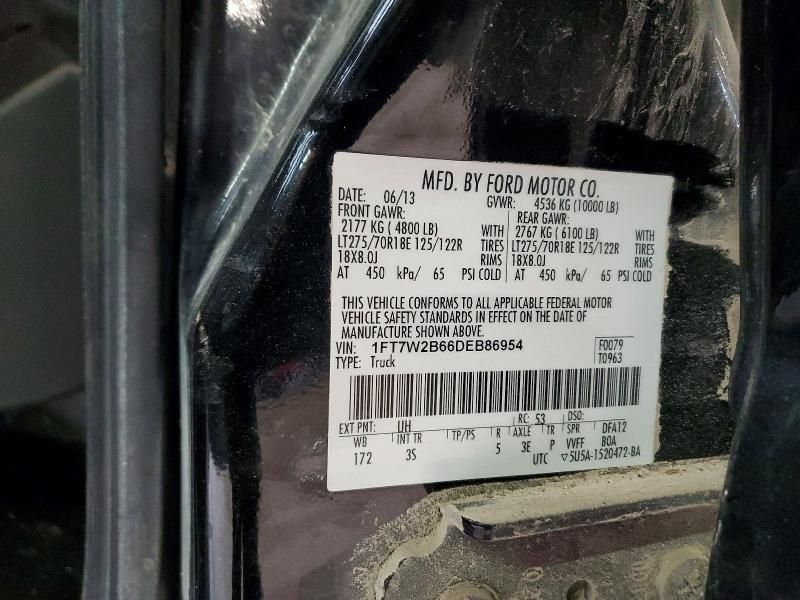 MFD. BY FORD MOTOR CO.
DATE: 06/13 GVWR: 4536 KG (10000 LB)
FRONT GAWR: REAR GAWR:
2177 KG ( 4800 LB) WITH 2767 KG ( 6100 LB) WITH
LT275/70R18E 125/122R TIRES LT275/70R18E 125/122R TIRES
18X8.0J RIMS 18X8.0J RIMS
AT 450 kPa/ 65 PSI COLD AT 450 kPa/ 65 PSI COLD
THIS VEHICLE CONFORMS TO ALL APPLICABLE FEDERAL MOTOR
VEHICLE SAFETY STANDARDS IN EFFECT ON THE DATE OF
MANUFACTURE SHOWN ABOVE.
VIN: 1FT7W2B66DEB86954 F0079
TYPE: Truck T0963
EXT PNT: UH RC: 53 DSO:
WB INT TR TP/PS R AXLE TR SPR DFA12
172 3S 5 3E P VVFF BOA
UTC ▽5U5A-1520472-BA